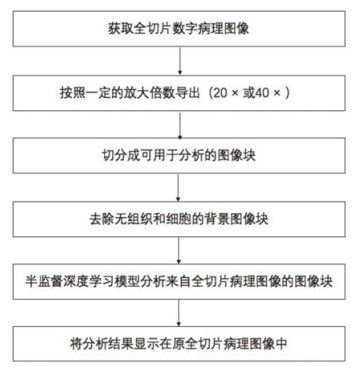 获取全切片数字病理图像
按照一定的放大倍数导出（20 × 或40 × ）
切分成可用于分析的图像块
去除无组织和细胞的背景图像块
半监督深度学习模型分析来自全切片病理图像的图像块
将分析结果显示在原全切片病理图像中